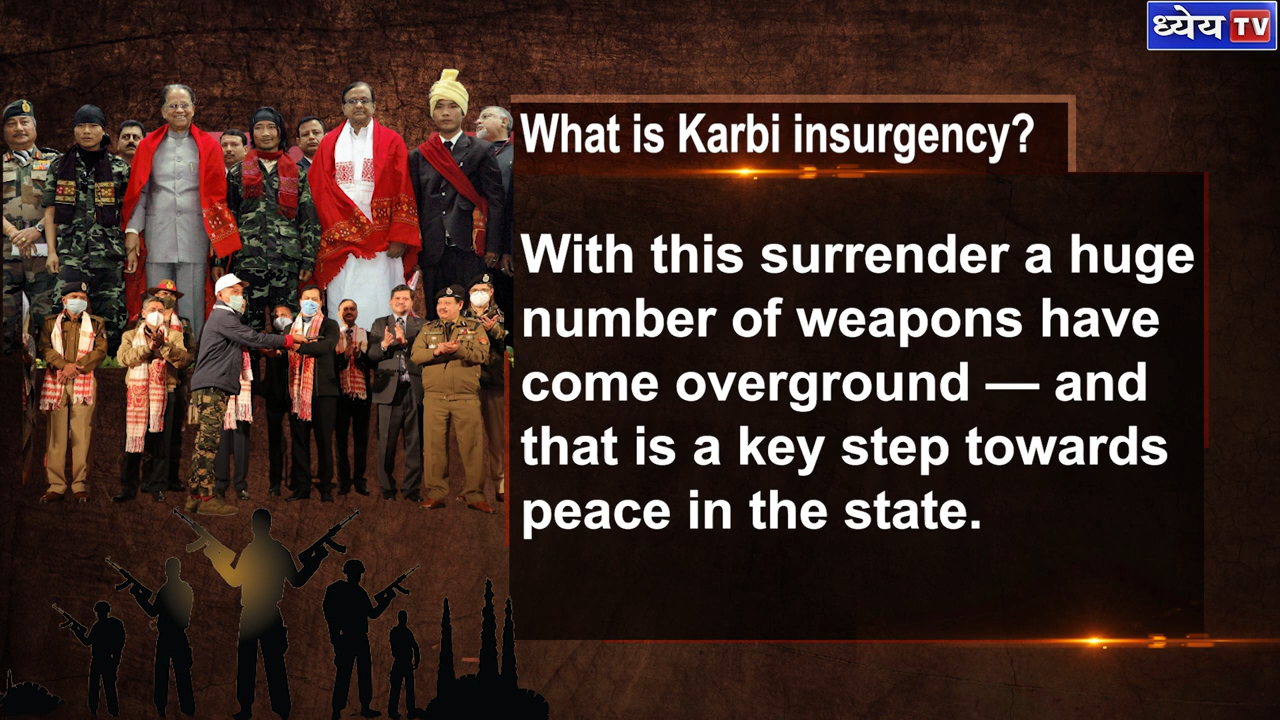 ध्येय TV
What is Karbi insurgency?
With this surrender a huge
number of weapons have
come overground — and
that is a key step towards
peace in the state.